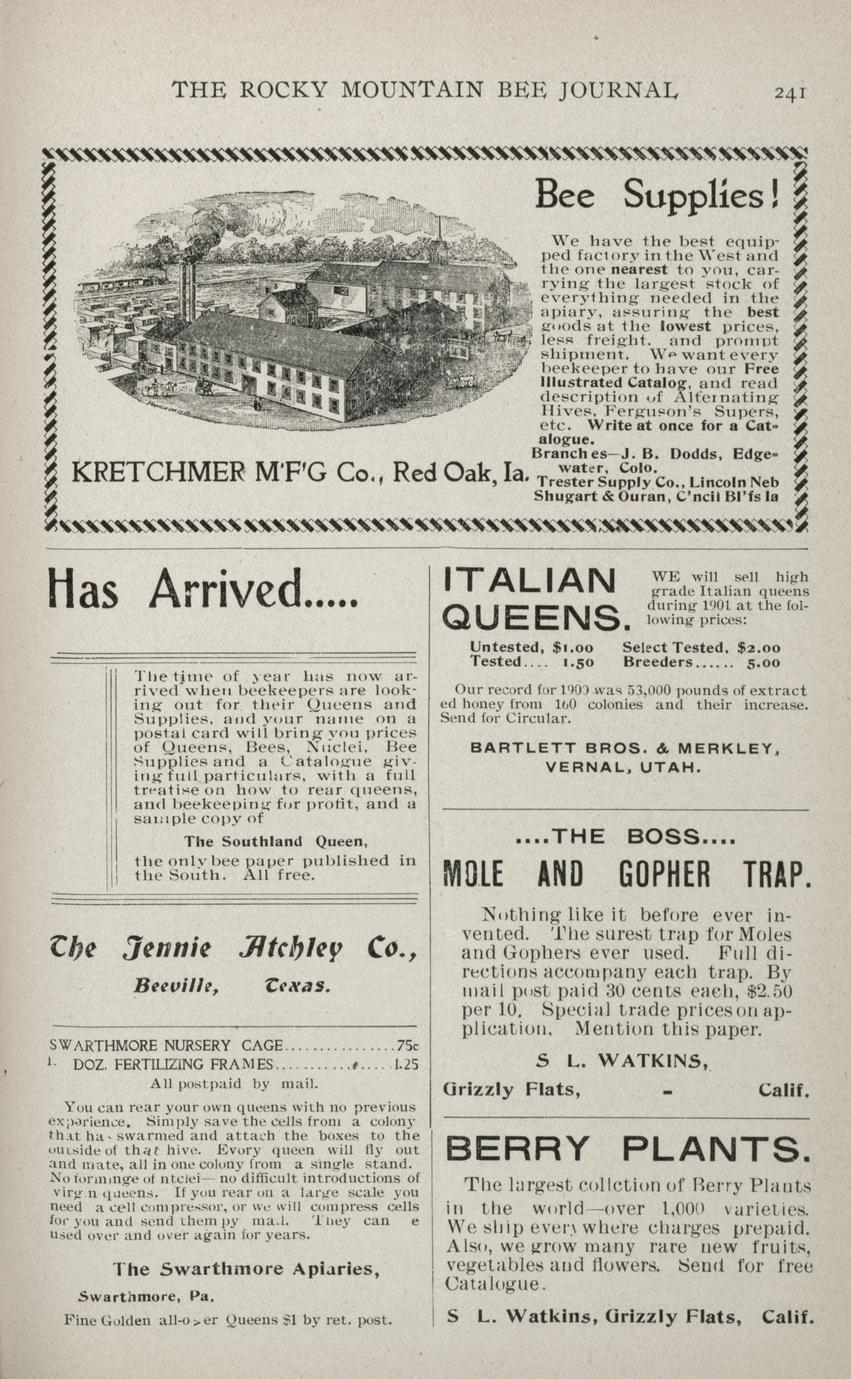 THE ROCKY MOUNTAIN BEE JOURNAL 241
Bee Supplies!
We have the best equip-
ped factory in the West and
the one nearest to you, car-
rying the largest stock of
everything needed in the
apiary, assuring the best
goods at the lowest prices,
less freight. and prompt
shipment. We want every
beekeeper to have our Free
Illustrated Catalog, and read
description of Alternating
Hives, Ferguson's Supers,
etc. Write at once for a Cat-
alogue.
Branches—J. B. Dodds, Edge-
water, Colo.
Trester Supply Co., Lincoln Neb
Shugart & Ouran, C'ncil Bl'fs Ia
KRETCHMER M'F'G Co., Red Oak, Ia.
Has Arrived.....
The time of year has now ar-
rived when beekeepers are look-
ing out for their Queens and
Supplies, and your name on a
postal card will bring you prices
of Queens, Bees, Nuclei, Bee
Supplies and a Catalogue giv-
ing full particulars, with a full
treatise on how to rear queens,
and beekeeping for profit, and a
sample copy of
The Southland Queen,
the only bee paper published in
the South. All free.
The Jennie Atchley Co.,
Beeville, Texas.
SWARTHMORE NURSERY CAGE................75c
1. DOZ. FERTILIZING FRAMES................1.25
All postpaid by mail.
You can rear your own queens with no previous
experience. Simply save the cells from a colony
that has swarmed and attach the boxes to the
outside of that hive. Evory queen will fly out
and mate, all in one colony from a single stand.
No forminge of ntclei— no difficult introductions of
virgin queens. If you rear on a large scale you
need a cell compressor, or we will compress cells
for you and send them py mail. They can e
used over and over again for years.
The Swarthmore Apiaries,
Swarthmore, Pa.
Fine Golden all-over Queens $1 by ret. post.
ITALIAN
QUEENS.
WE will sell high
grade Italian queens
during 1901 at the fol-
lowing prices:
Untested, $1.00 Select Tested. $2.00
Tested.... 1.50 Breeders...... 5.00
Our record for 1900 was 53,000 pounds of extract
ed honey from 160 colonies and their increase.
Send for Circular.
BARTLETT BROS. & MERKLEY,
VERNAL, UTAH.
....THE BOSS....
MOLE AND GOPHER TRAP.
Nothing like it before ever in-
vented. The surest trap for Moles
and Gophers ever used. Full di-
rections accompany each trap. By
mail post paid 30 cents each, $2.50
per 10. Special trade prices on ap-
plication. Mention this paper.
S L. WATKINS,
Grizzly Flats, - Calif.
BERRY PLANTS.
The largest collction of Berry Plants
in the world—over 1,000 varieties.
We ship every where charges prepaid.
Also, we grow many rare new fruits,
vegetables and flowers. Send for free
Catalogue.
S L. Watkins, Grizzly Flats, Calif.